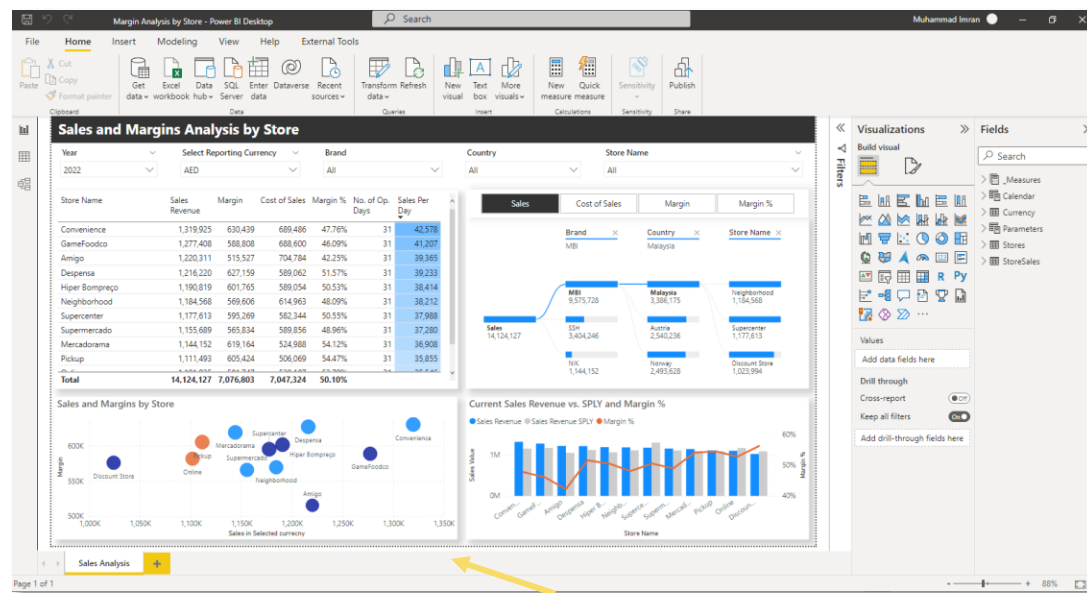 Margin Analysis by Store - Power BI Desktop
Search
Muhammad Imran
File Home Insert Modeling View Help External Tools
Paste
Cut
Copy
Format painter
Clipboard
Get data
Excel workbook
Data hub
SQL Server
Enter data
Dataverse
Recent sources
Data
Transform data
Refresh
Queries
New visual
Text box
More visuals
Insert
New measure
Quick measure
Calculations
Sensitivity
Sensitivity
Publish
Share
Sales and Margins Analysis by Store
Year
2022
Select Reporting Currency
AED
Brand
All
Country
All
Store Name
All
Store Name Sales Revenue Margin Cost of Sales Margin % No. of Op. Days Sales Per Day
Convenience 1,319,925 630,439 689,486 47.76% 31 42,578
GameFoodco 1,277,408 588,808 688,600 46.09% 31 41,207
Amigo 1,220,311 515,527 704,784 42.25% 31 39,365
Despensa 1,216,220 627,159 589,062 51.57% 31 39,233
Hiper Bompreço 1,190,819 601,765 589,054 50.53% 31 38,414
Neighborhood 1,184,568 569,606 614,963 48.09% 31 38,212
Supercenter 1,177,613 595,269 582,344 50.55% 31 37,988
Supermercado 1,155,689 565,834 589,856 48.96% 31 37,280
Mercadorama 1,144,152 619,164 524,988 54.12% 31 36,908
Pickup 1,111,493 605,424 506,069 54.47% 31 35,855
Total 14,124,127 7,076,803 7,047,324 50.10%
Sales
Cost of Sales
Margin
Margin %
Brand
MBI
Country
Malaysia
Store Name
Sales
14,124,127
MBI
9,575,728
SSH
3,404,246
NIK
1,144,152
Malaysia
3,386,175
Austria
2,540,236
Norway
2,493,628
Neighborhood
1,184,568
Supercenter
1,177,613
Discount Store
1,023,994
Sales and Margins by Store
Margin
600K
550K
500K
Discount Store
Pickup
Online
Mercadorama
Supercenter
Supermercado
Despensa
Hiper Bompreço
Neighborhood
Amigo
GameFoodco
Convenience
1,000K 1,050K 1,100K 1,150K 1,200K 1,250K 1,300K 1,350K
Sales in Selected currecny
Current Sales Revenue vs. SPLY and Margin %
Sales Revenue Sales Revenue SPLY Margin %
Sales Value
1M
0M
60%
50%
40%
Margin %
Conven... Gamef... Amigo Despensa Hiper B... Neighb... Superce... Superm... Mercad... Pickup Online Discoun...
Store Name
Filters
Visualizations
Build visual
R Py
Values
Add data fields here
Drill through
Cross-report
Off
Keep all filters
On
Add drill-through fields here
Fields
Search
_Measures
Calendar
Currency
Parameters
Stores
StoreSales
Sales Analysis
+
Page 1 of 1
- + 88%